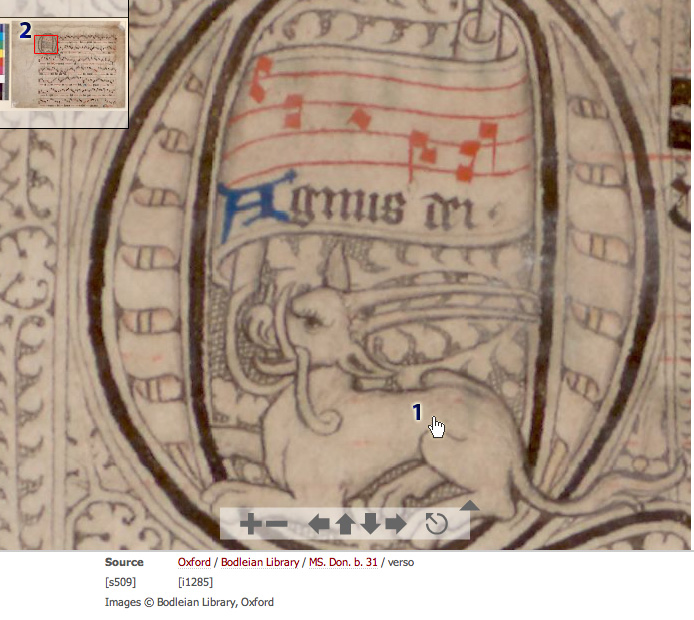 2
Agnus dei
1
Source Oxford / Bodleian Library / MS. Don. b. 31 / verso
[s509] [i1285]
Images © Bodleian Library, Oxford